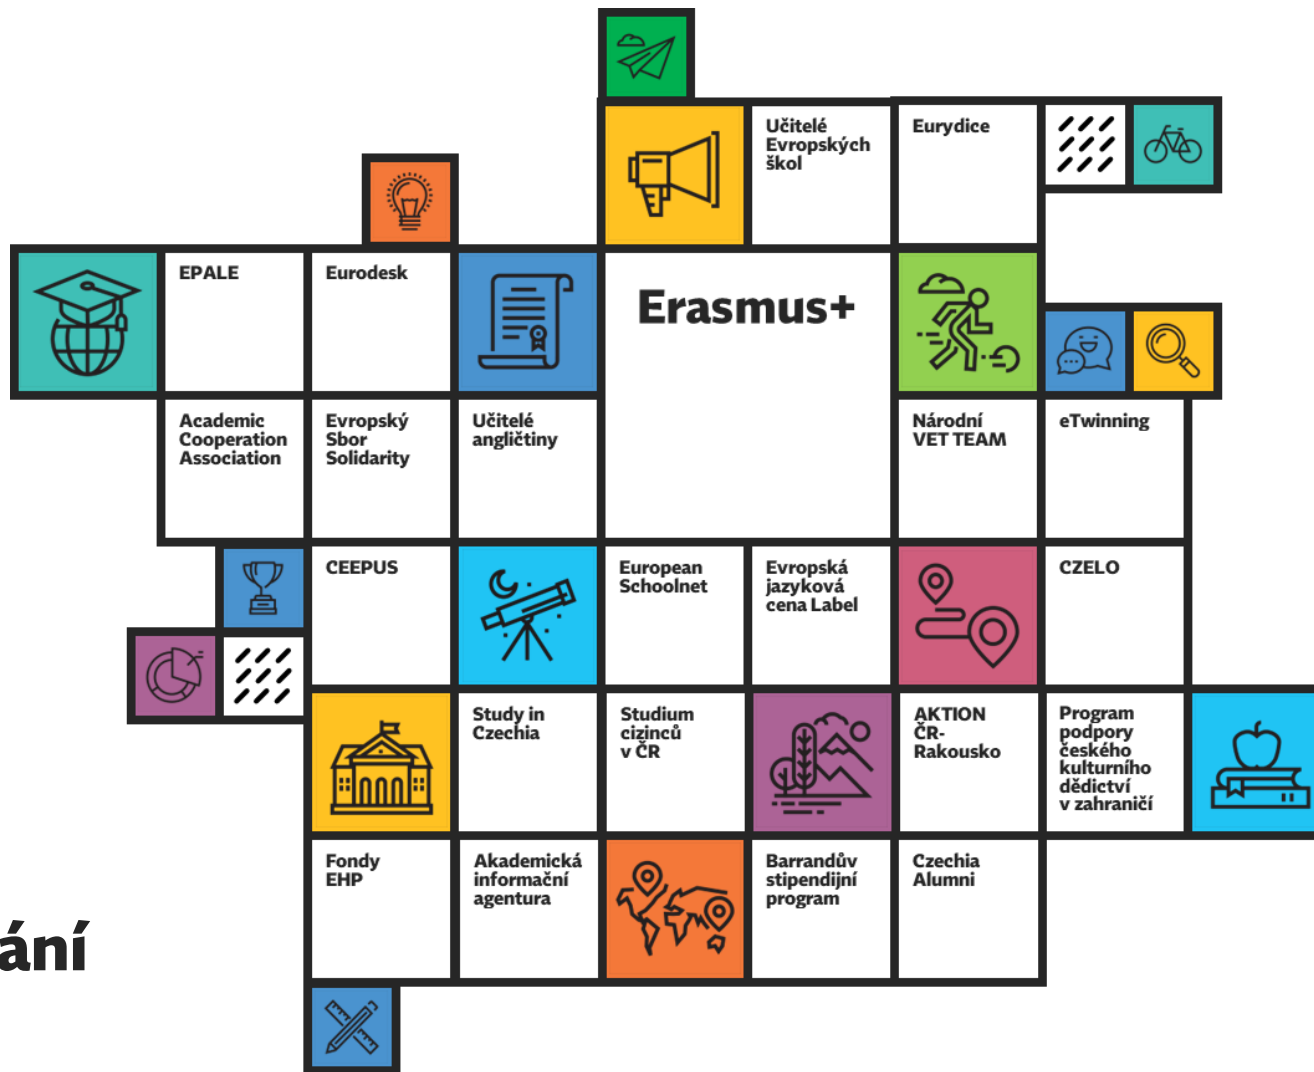 Učitelé
Evropských
škol
Eurydice
EPALE
Eurodesk
Erasmus+
Academic
Cooperation
Association
Evropský
Sbor
Solidarity
Učitelé
angličtiny
Národní
VET TEAM
eTwinning
CEEPUS
European
Schoolnet
Evropská
jazyková
cena Label
CZELO
Study in
Czechia
Studium
cizinců
v ČR
AKTION
ČR-
Rakousko
Program
podpory
českého
kulturního
dědictví
v zahraničí
Fondy
EHP
Akademická
informační
agentura
Barrandův
stipendijní
program
Czechia
Alumni
ání